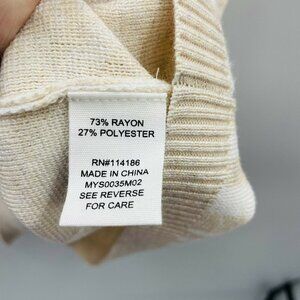 73% RAYON
27% POLYESTER
RN#114186
MADE IN CHINA
MYS0035M02
SEE REVERSE
FOR CARE